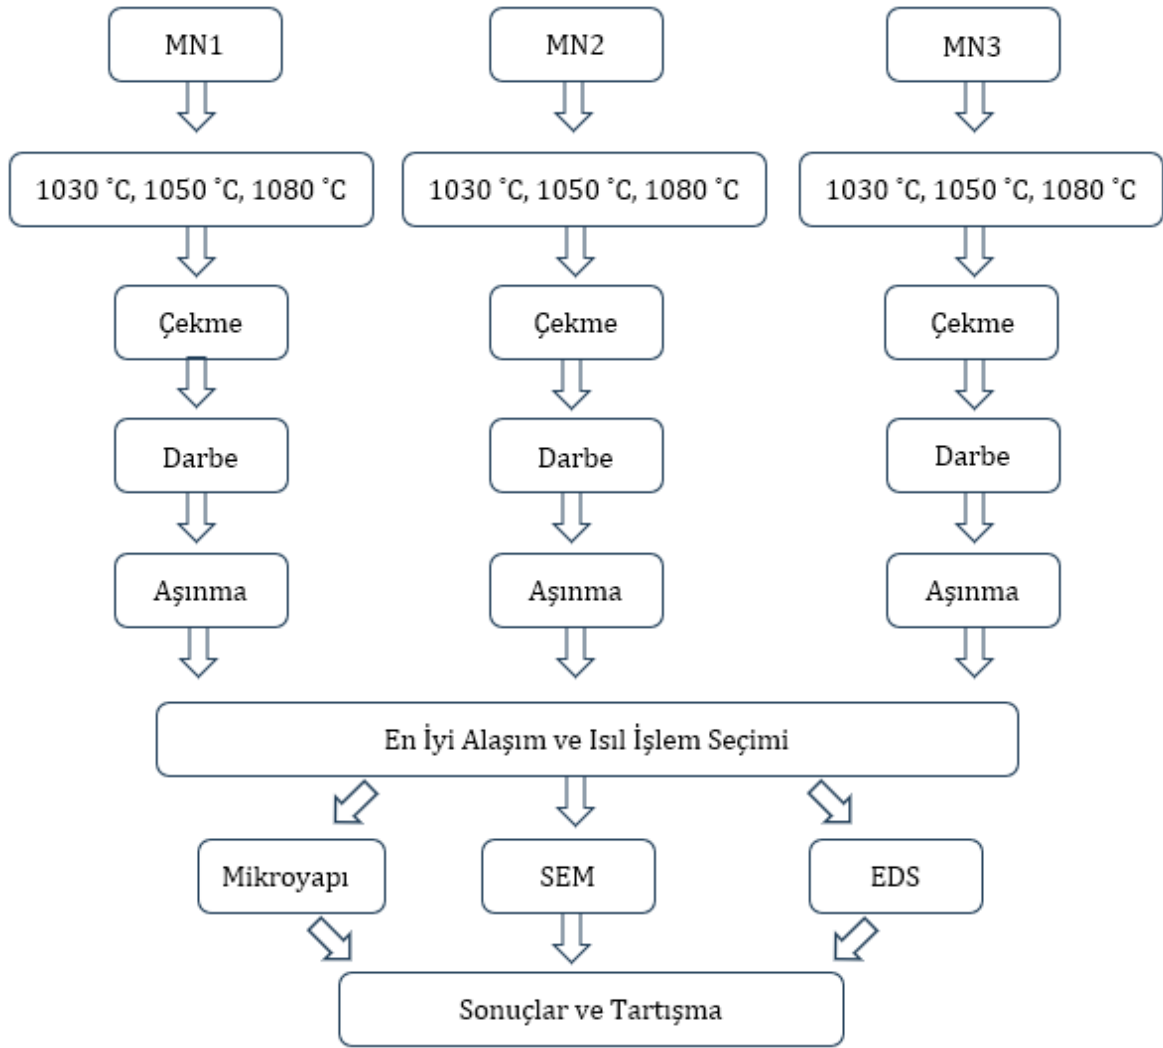 MN1
MN2
MN3
1030 ˚C, 1050 ˚C, 1080 ˚C
1030 ˚C, 1050 ˚C, 1080 ˚C
1030 ˚C, 1050 ˚C, 1080 ˚C
Çekme
Çekme
Çekme
Darbe
Darbe
Darbe
Aşınma
Aşınma
Aşınma
En İyi Alaşım ve Isıl İşlem Seçimi
Mikroyapı
SEM
EDS
Sonuçlar ve Tartışma